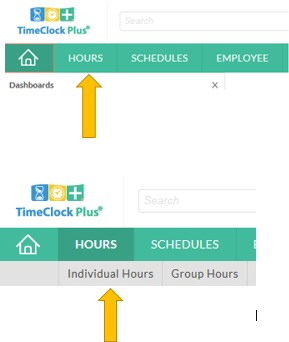 TimeClock Plus®
Search
HOURS SCHEDULES EMPLOYEE
Dashboards X
TimeClock Plus®
Search
HOURS SCHEDULES
Individual Hours Group Hours